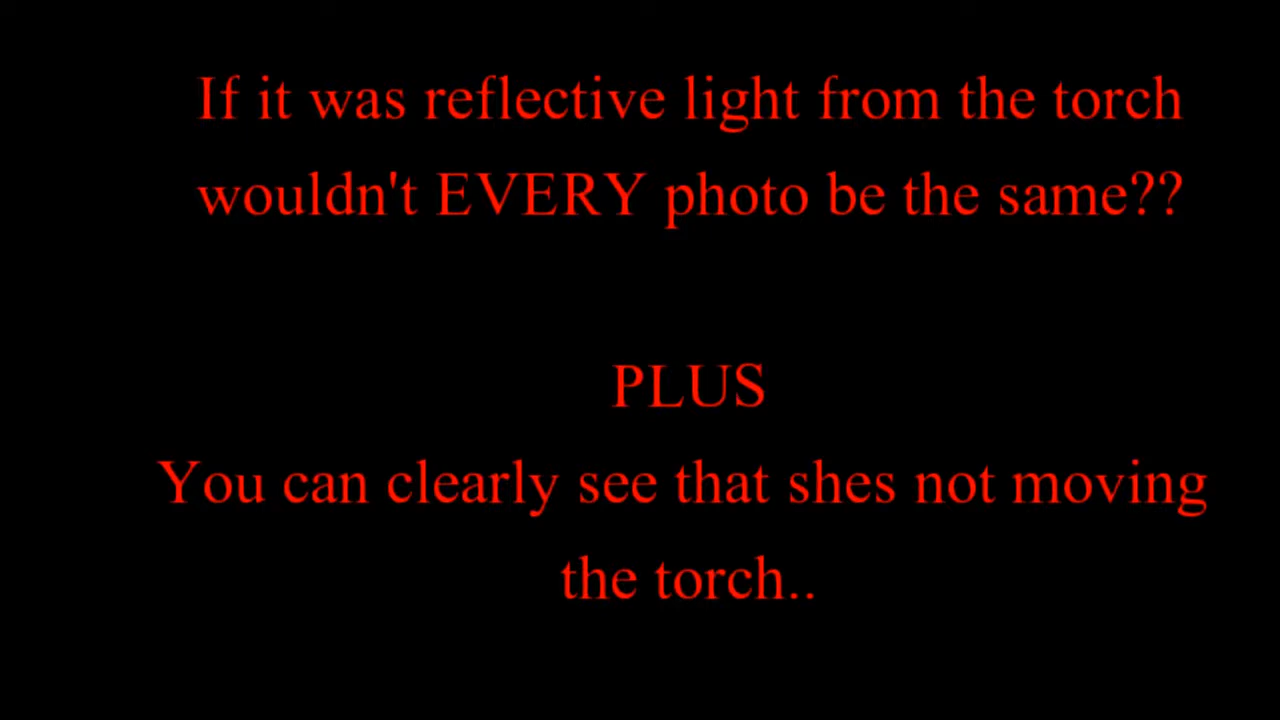 If it was reflective light from the torch
wouldn't EVERY photo be the same??
PLUS
You can clearly see that shes not moving
the torch..